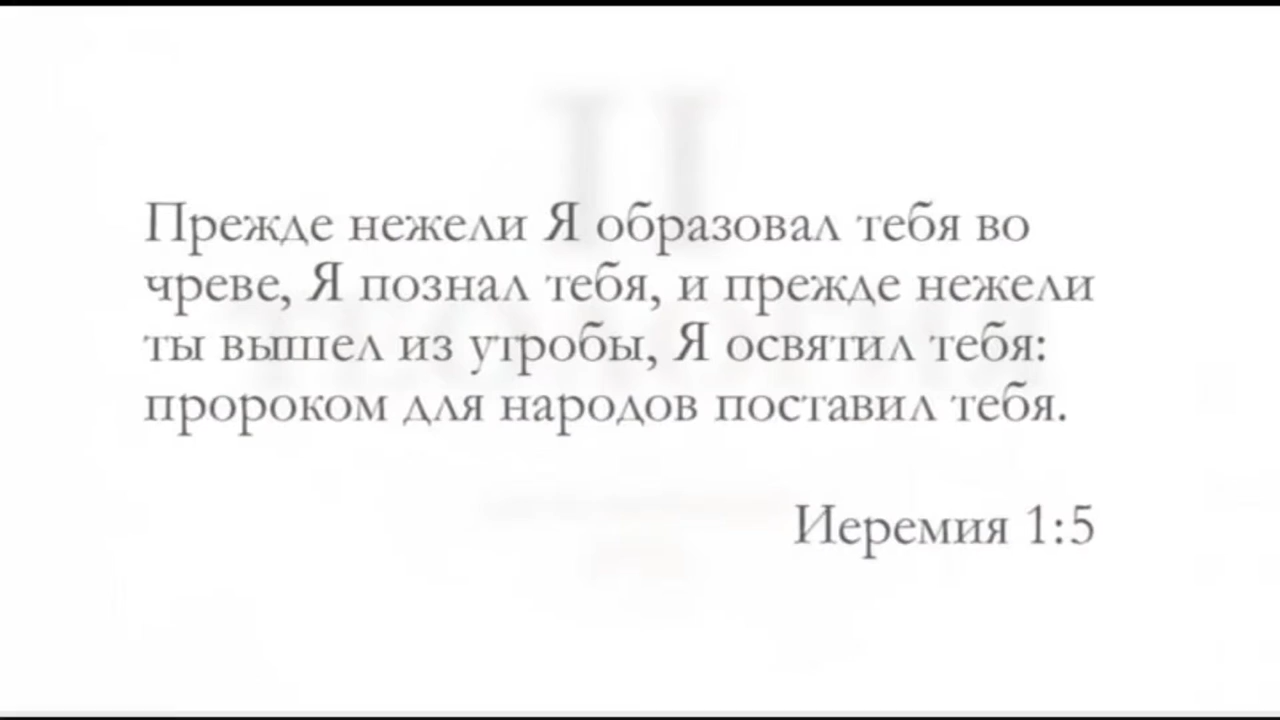 Прежде нежели Я образовал тебя во
чреве, Я познал тебя, и прежде нежели
ты вышел из утробы, Я освятил тебя:
пророком для народов поставил тебя.
Иеремия 1:5